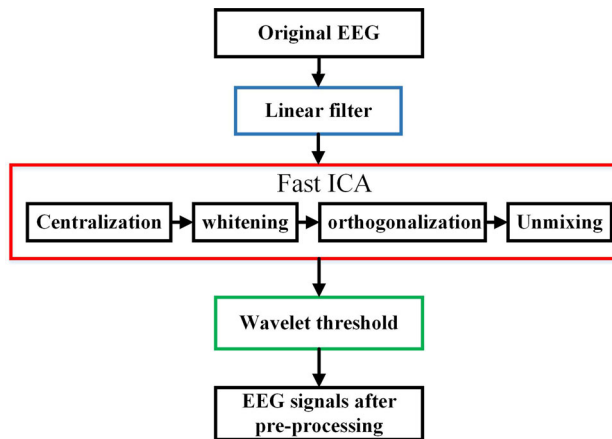 Original EEG
Linear filter
Fast ICA
Centralization whitening orthogonalization Unmixing
Wavelet threshold
EEG signals after
pre-processing